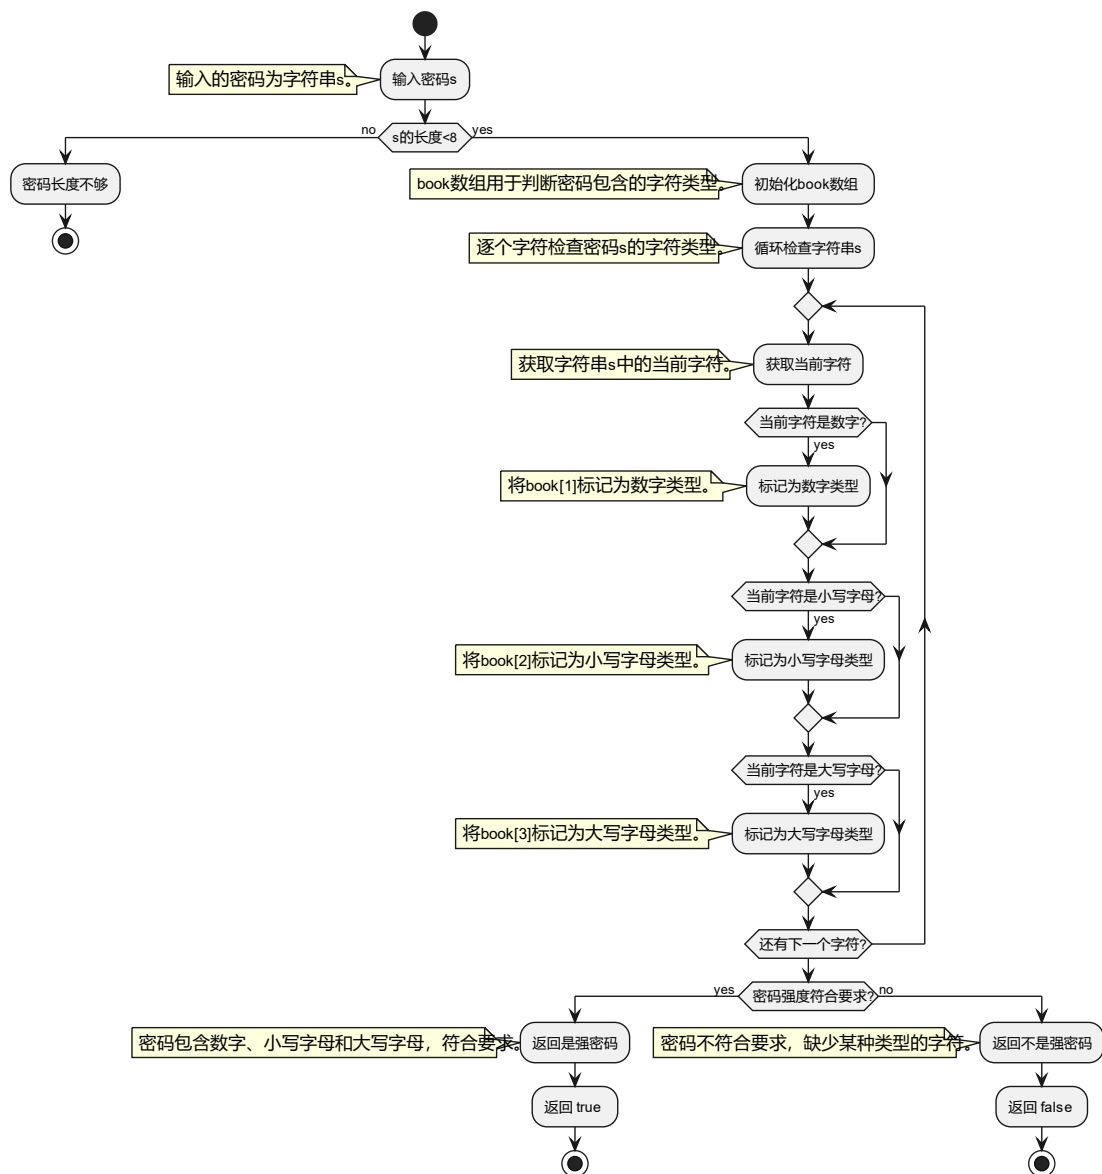 输入的密码为字符串s。
输入密码s
no
s的长度<8
yes
密码长度不够
book数组用于判断密码包含的字符类型。
初始化book数组
逐个字符检查密码s的字符类型。
循环检查字符串s
获取字符串s中的当前字符。
获取当前字符
当前字符是数字?
yes
将book[1]标记为数字类型。
标记为数字类型
当前字符是小写字母?
yes
将book[2]标记为小写字母类型。
标记为小写字母类型
当前字符是大写字母?
yes
将book[3]标记为大写字母类型。
标记为大写字母类型
还有下一个字符?
yes
密码强度符合要求?
no
密码包含数字、小写字母和大写字母，符合要求。
返回是强密码
密码不符合要求，缺少某种类型的字符。
返回不是强密码
返回 true
返回 false